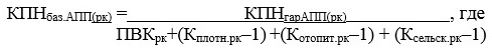 КПНбаз.АПП(рк) = КПНгарАПП(рк) , где
ПВКрк+(Кплотн.рк–1) +(Котопит.рк–1) + (Ксельск.рк–1)